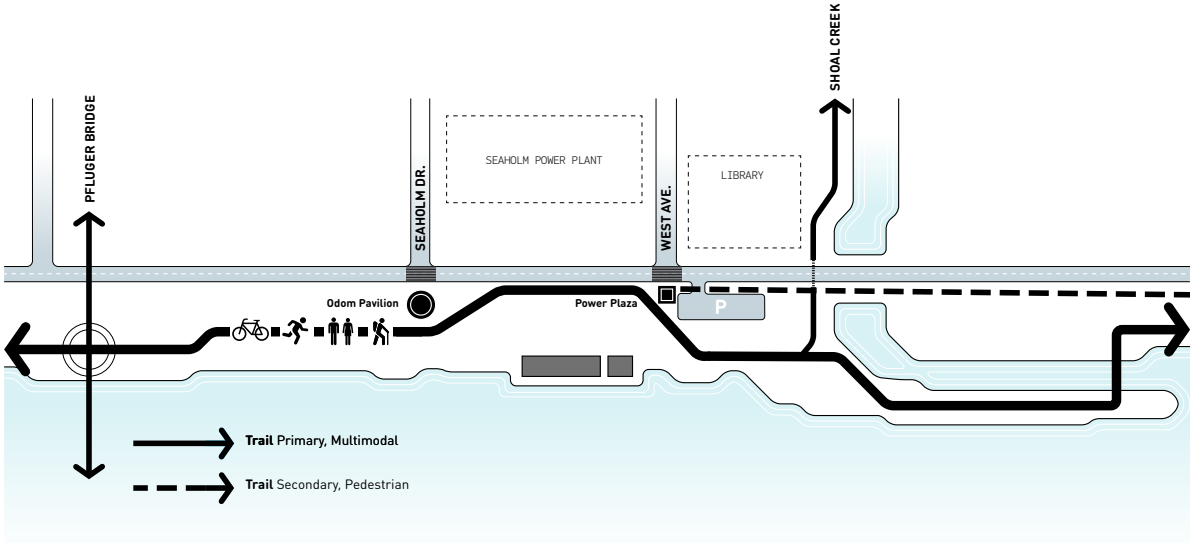 SHOAL CREEK
PFLUGER BRIDGE
SEAHOLM DR.
SEAHOLM POWER PLANT
WEST AVE.
LIBRARY
Odom Pavilion
Power Plaza
P
Trail Primary, Multimodal
Trail Secondary, Pedestrian